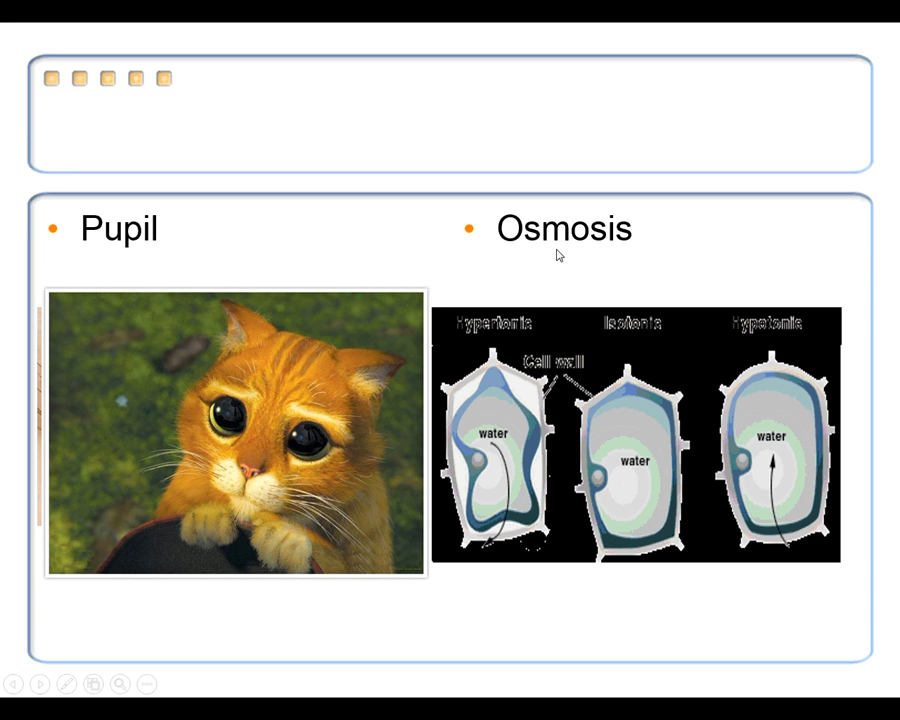 • Pupil
• Osmosis
Hypertonic Isotonic Hypotonic
Cell wall
water water water